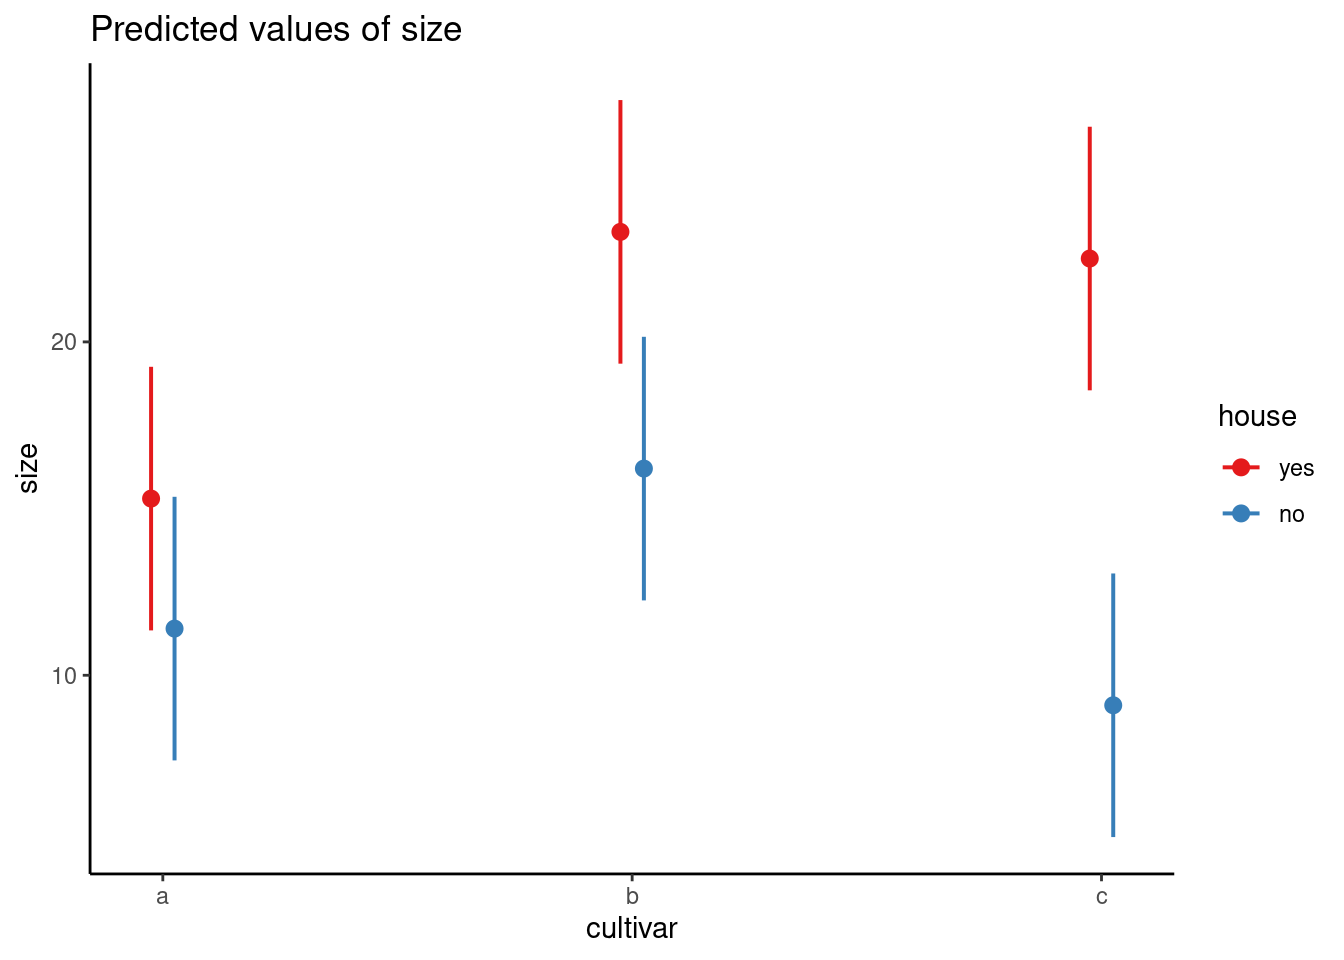 Predicted values of size
size
20
10
a
b
c
cultivar
house
yes
no